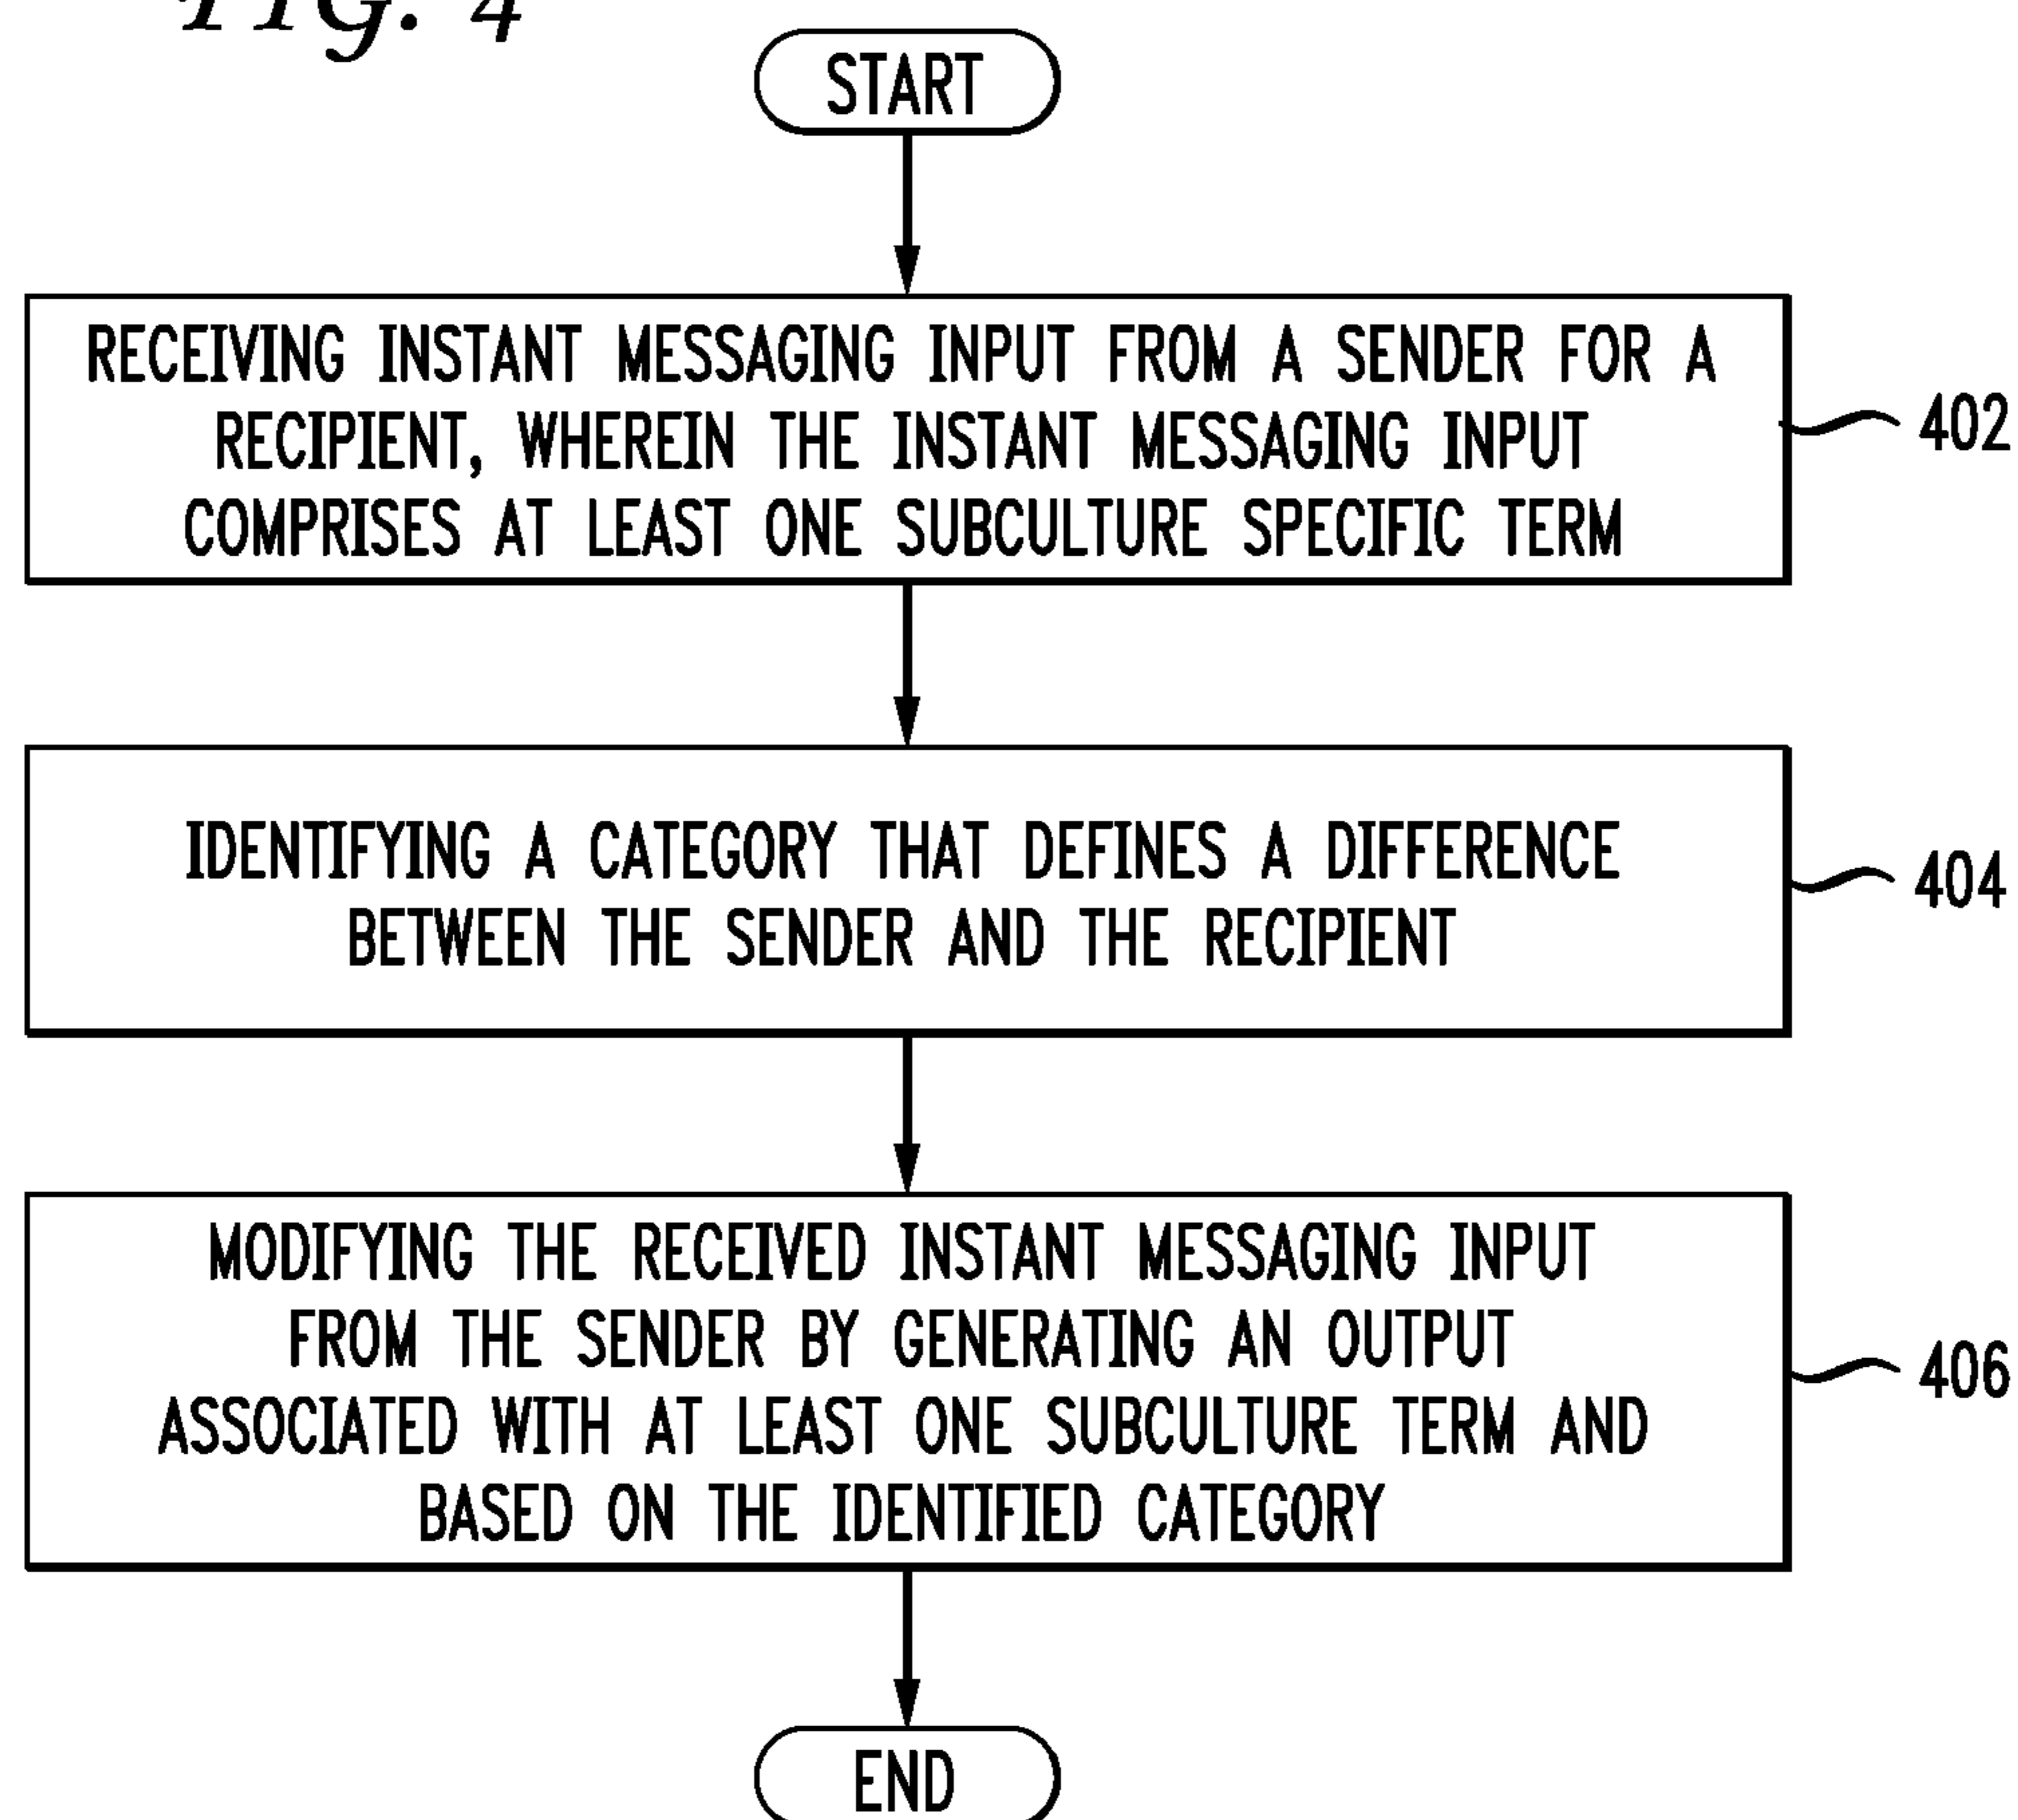 FIG. 4
START
RECEIVING INSTANT MESSAGING INPUT FROM A SENDER FOR A
RECIPIENT, WHEREIN THE INSTANT MESSAGING INPUT
COMPRISES AT LEAST ONE SUBCULTURE SPECIFIC TERM
402
IDENTIFYING A CATEGORY THAT DEFINES A DIFFERENCE
BETWEEN THE SENDER AND THE RECIPIENT
404
MODIFYING THE RECEIVED INSTANT MESSAGING INPUT
FROM THE SENDER BY GENERATING AN OUTPUT
ASSOCIATED WITH AT LEAST ONE SUBCULTURE TERM AND
BASED ON THE IDENTIFIED CATEGORY
406
END